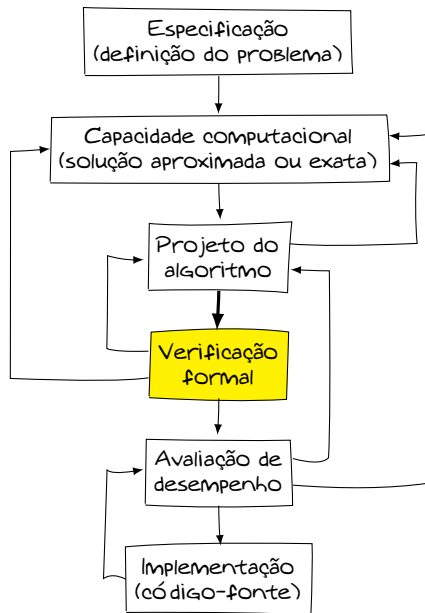 Especificação
(definição do problema)
Capacidade computacional
(solução aproximada ou exata)
Projeto do
algoritmo
Verificação
formal
Avaliação de
desempenho
Implementação
(código-fonte)